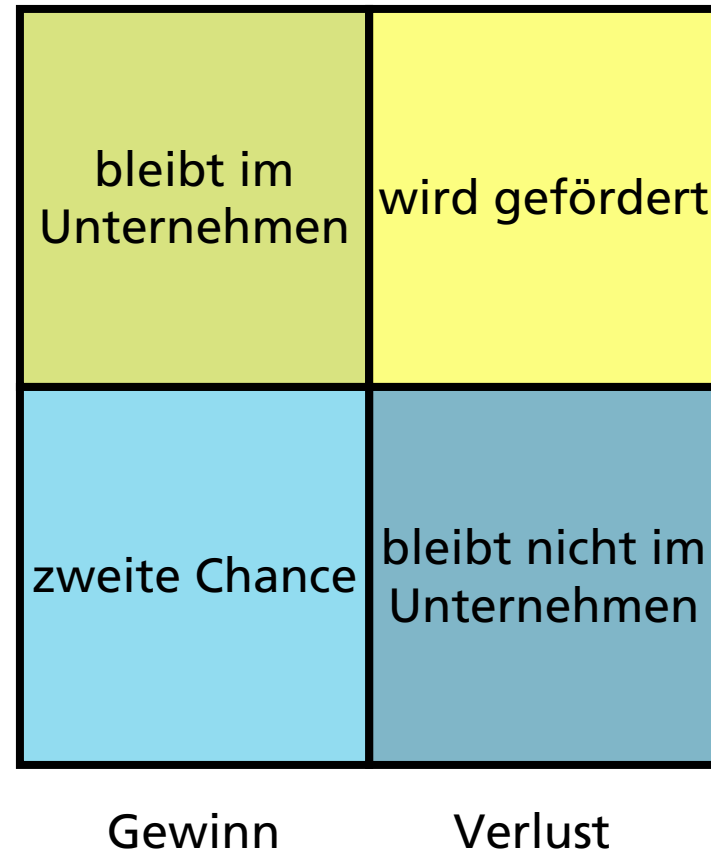 bleibt im
Unternehmen
wird gefördert
zweite Chance
bleibt nicht im
Unternehmen
Gewinn
Verlust